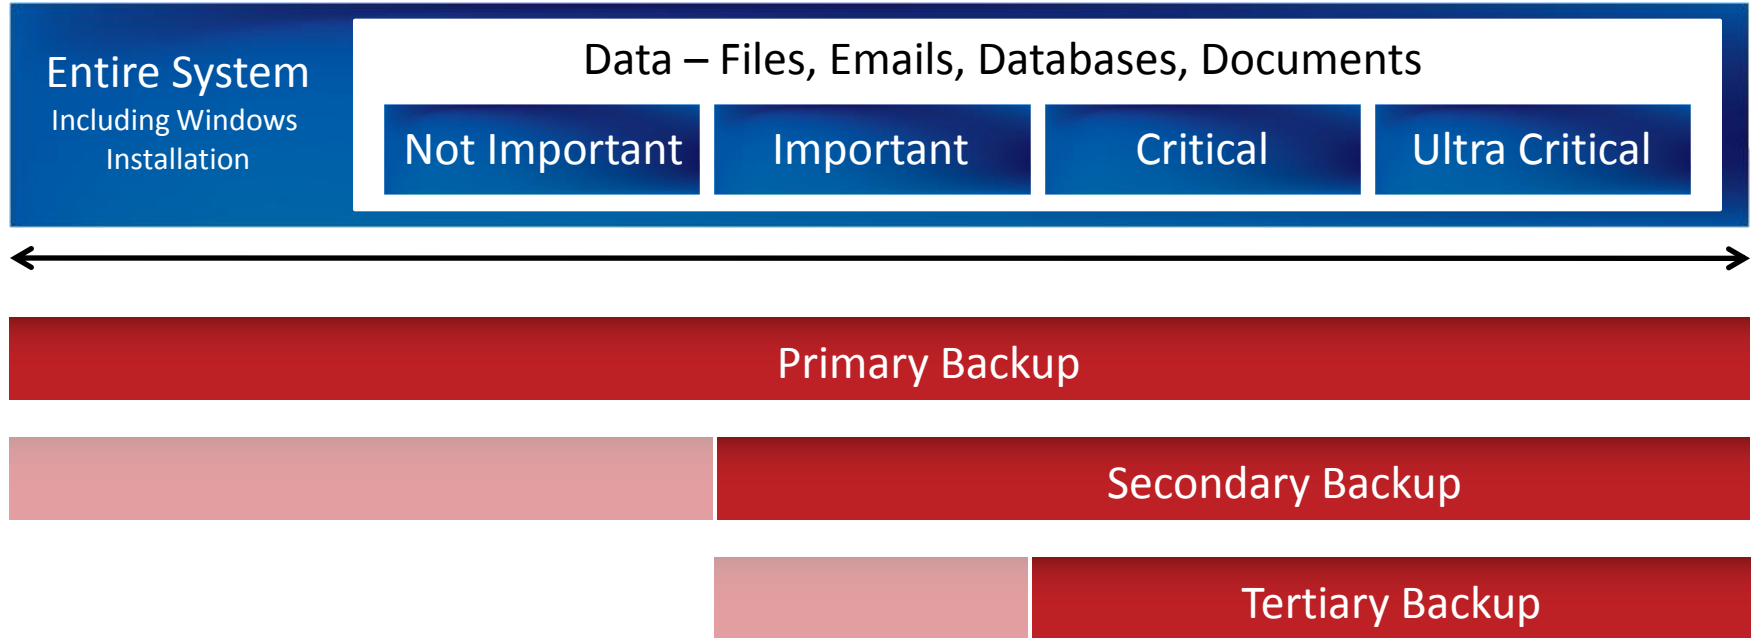 Entire System
Including Windows
Installation
Data – Files, Emails, Databases, Documents
Not Important
Important
Critical
Ultra Critical
Primary Backup
Secondary Backup
Tertiary Backup